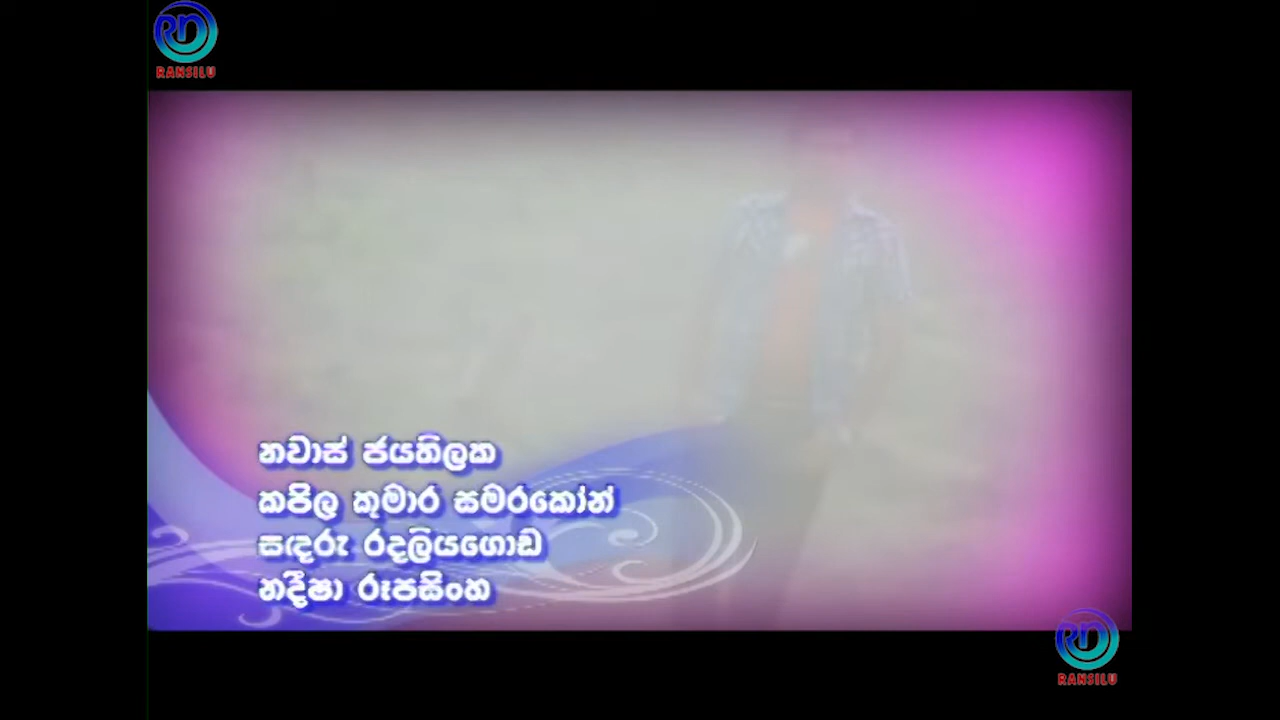 RANSILU
නවාස් ජයතිලක
කපිල කුමාර සමරකෝන්
සඳරු රදලියගොඩ
නදීෂා රූපසිංහ
RANSILU